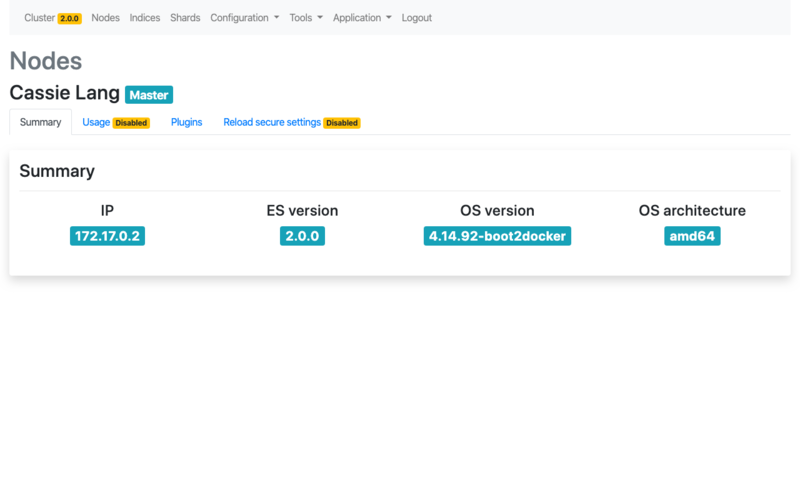 Cluster 2.0.0 Nodes Indices Shards Configuration Tools Application Logout
Nodes
Cassie Lang Master
Summary Usage Disabled Plugins Reload secure settings Disabled
Summary
IP ES version OS version OS architecture
172.17.0.2 2.0.0 4.14.92-boot2docker amd64